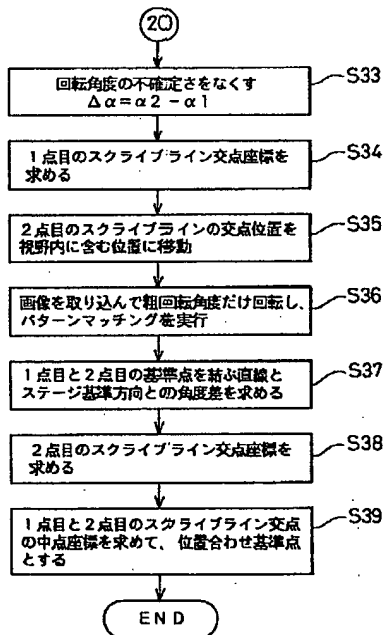 20
回転角度の不確定さをなくす
Δα=α2-α1
S33
1点目のスクライブライン交点座標を
求める
S34
2点目のスクライブラインの交点位置を
視野内に含む位置に移動
S35
画像を取り込んで粗回転角度だけ回転し、
パターンマッチングを実行
S36
1点目と2点目の基準点を結ぶ直線と
ステージ基準方向との角度差を求める
S37
2点目のスクライブライン交点座標を
求める
S38
1点目と2点目のスクライブライン交点
の中点座標を求めて、位置合わせ基準点
とする
S39
END